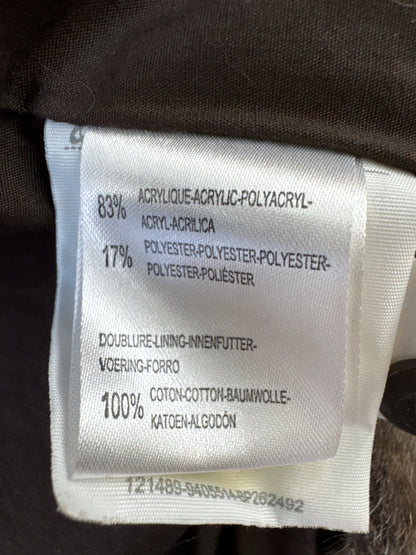 83% ACRYLIQUE-ACRYLIC-POLYACRYL-
ACRYL-ACRILICA
17% POLYESTER-POLYESTER-POLYESTER-
POLYESTER-POLIÉSTER
DOUBLURE-LINING-INNENFUTTER-
VOERING-FORRO
100% COTON-COTTON-BAUMWOLLE-
KATOEN-ALGODÓN
121489-940551A-BP262492